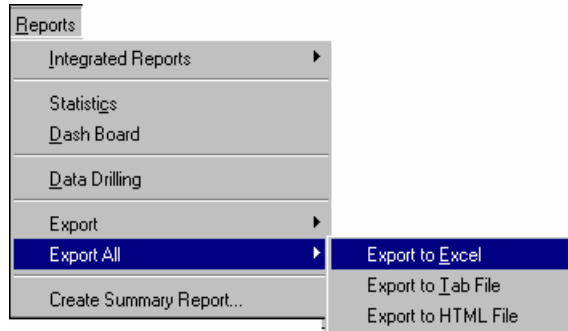 Reports
Integrated Reports
Statistics
Dash Board
Data Drilling
Export
Export All
Export to Excel
Export to Tab File
Export to HTML File
Create Summary Report...